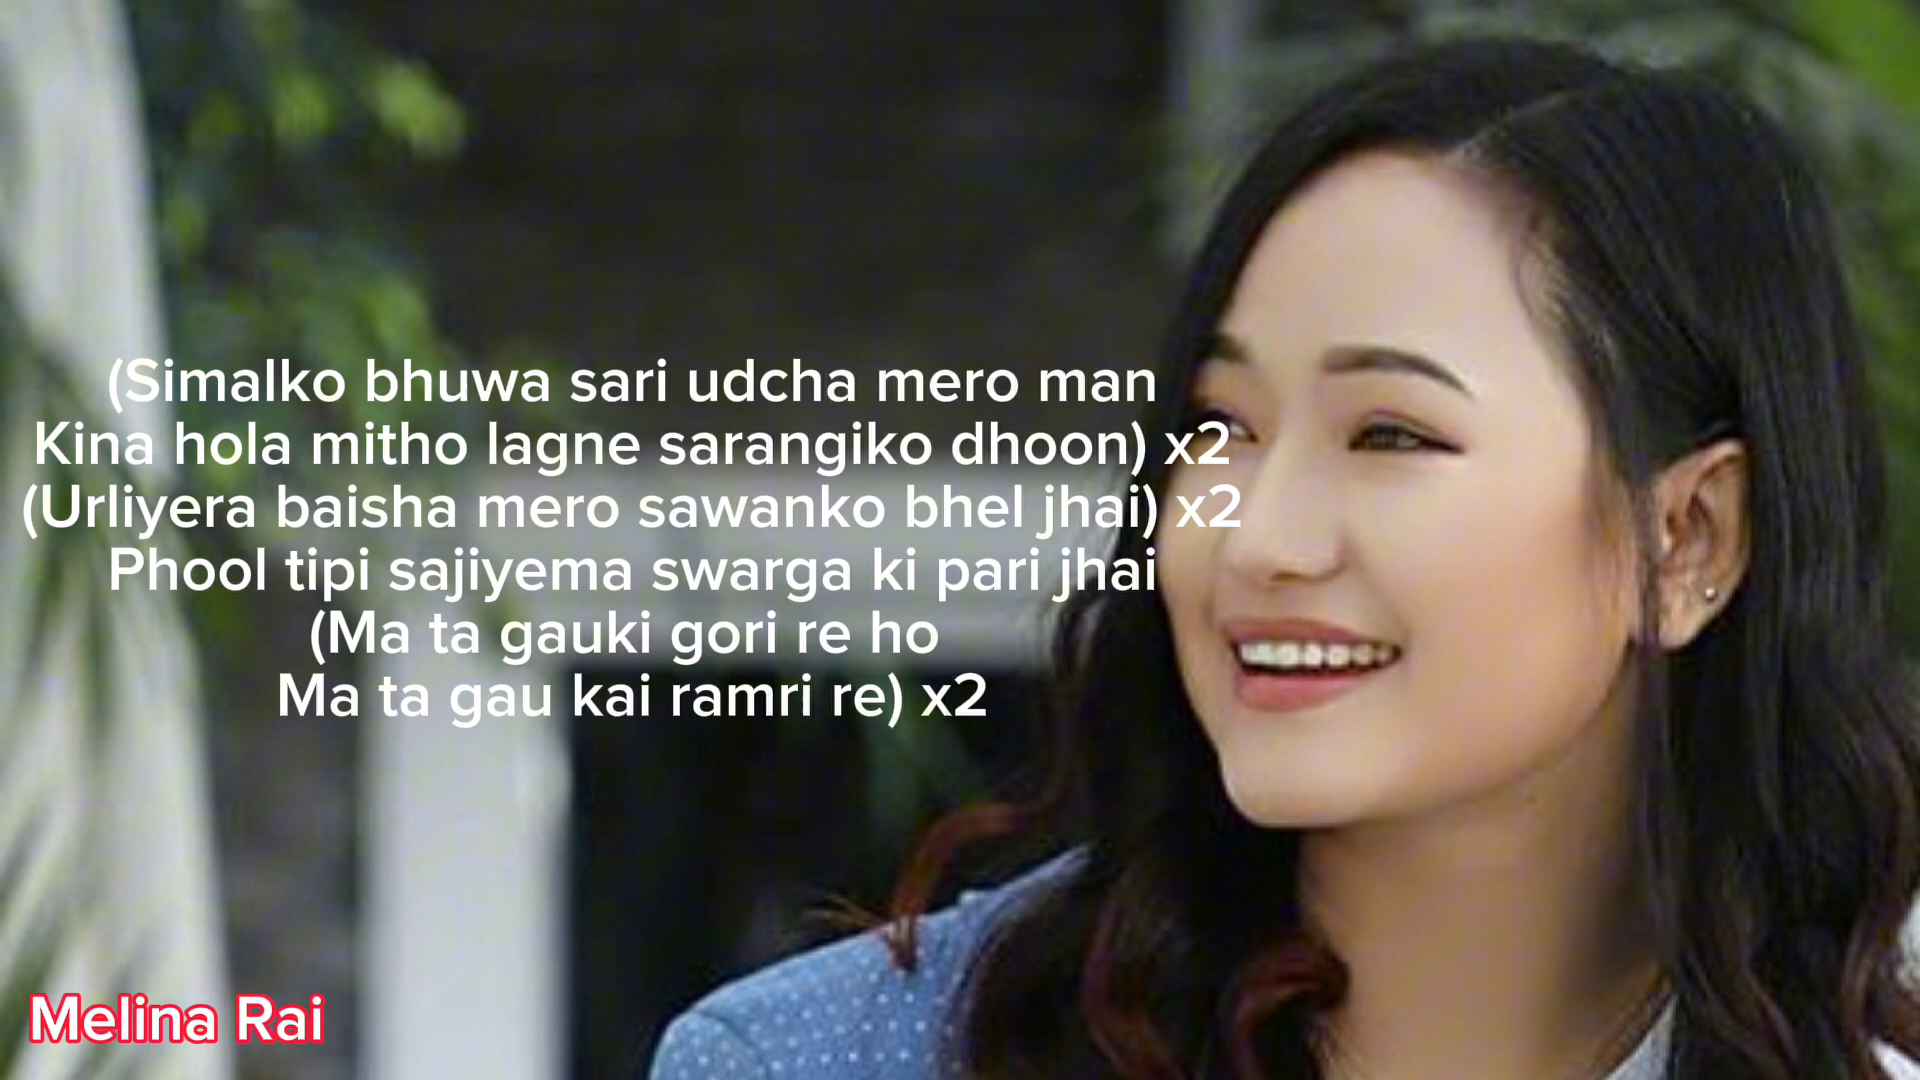 (Simalko bhuwa sari udcha mero man
Kina hola mitho lagne sarangiko dhoon) x2
(Urliyera baisha mero sawanko bhel jhai) x2
Phool tipi sajiyema swarga ki pari jhai
(Ma ta gauki gori re ho
Ma ta gau kai ramri re) x2
Melina Rai